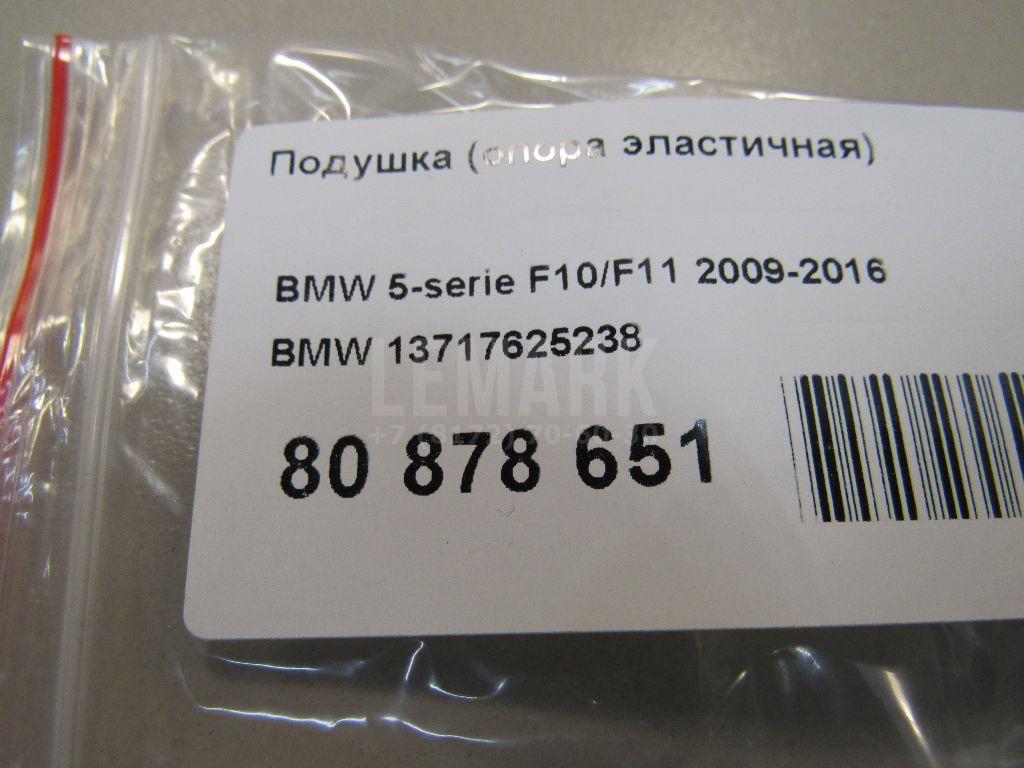 Подушка (опора эластичная)
BMW 5-serie F10/F11 2009-2016
BMW 13717625238
LEMARK
80 878 651